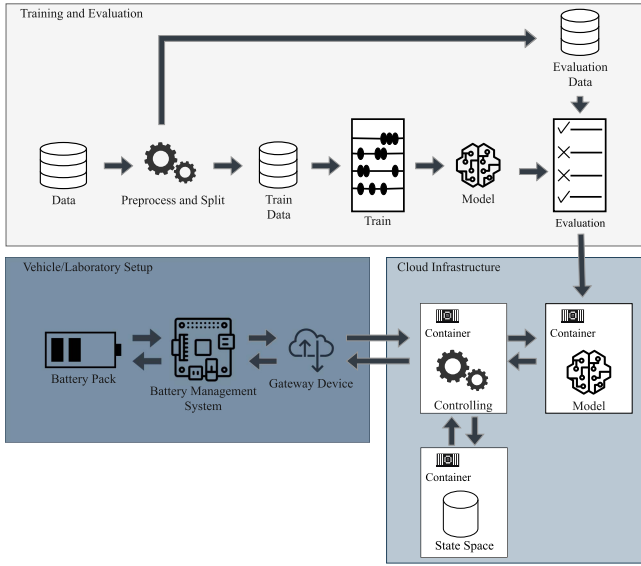 Training and Evaluation
Evaluation
Data
Data
Preprocess and Split
Train
Data
Train
Model
Evaluation
Vehicle/Laboratory Setup
Battery Pack
Battery Management
System
Gateway Device
Cloud Infrastructure
Container
Controlling
Container
Model
Container
State Space